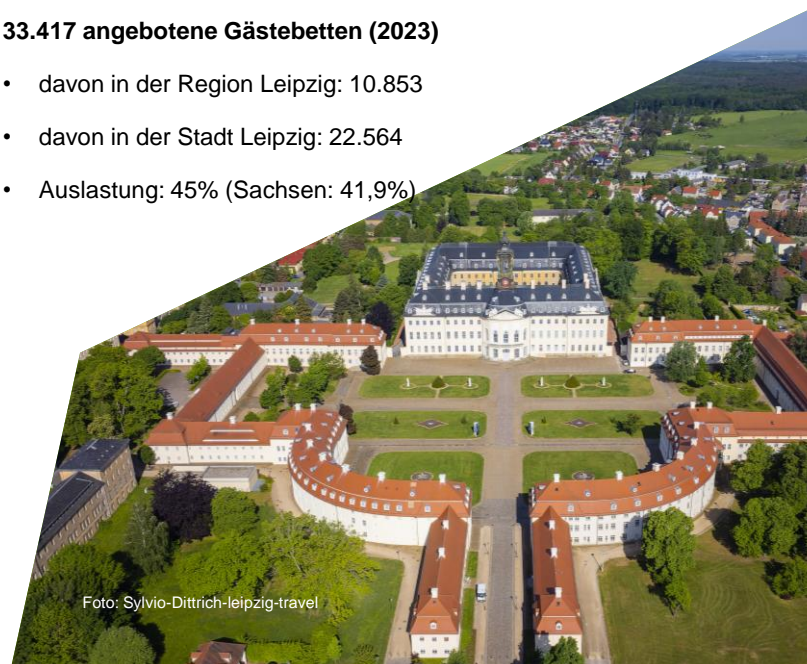 33.417 angebotene Gästebetten (2023)
• davon in der Region Leipzig: 10.853
• davon in der Stadt Leipzig: 22.564
• Auslastung: 45% (Sachsen: 41,9%)
Foto: Sylvio-Dittrich-leipzig-travel